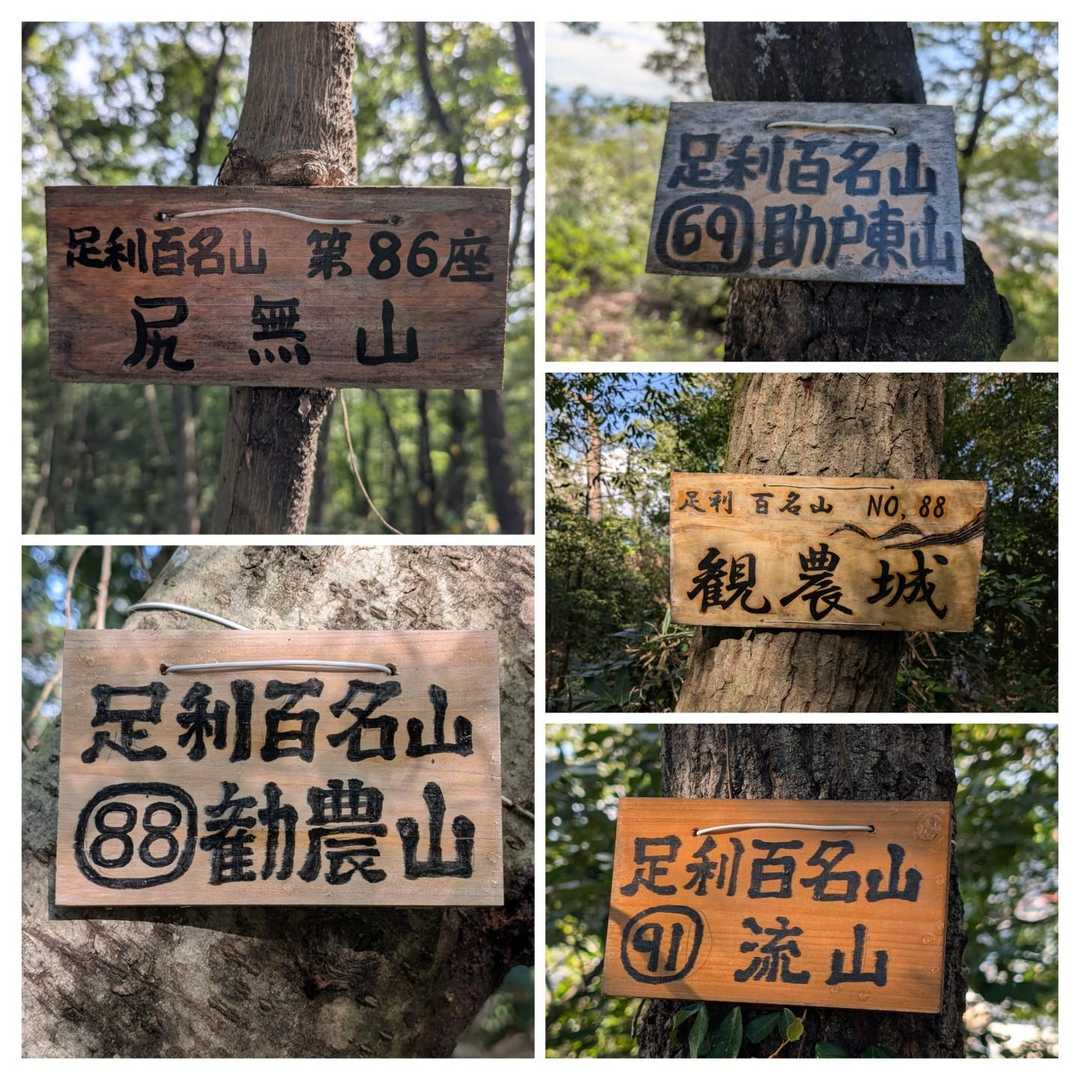 足利百名山 第86座
尻無山
足利百名山
69 助戸東山
足利百名山 NO, 88
観農城
足利百名山
88 勧農山
足利百名山
91 流山